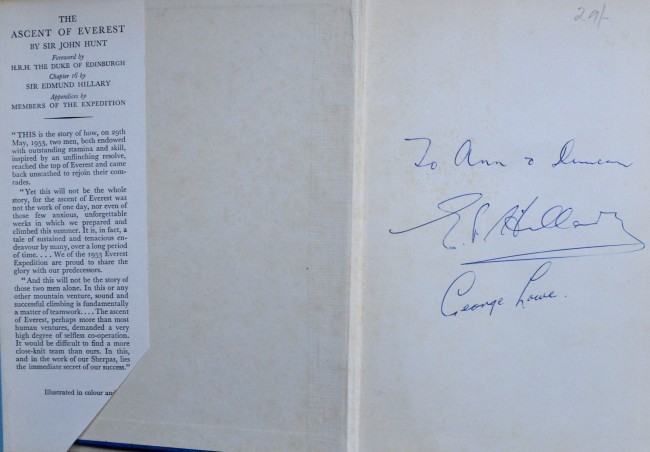 THE
ASCENT OF EVEREST
BY SIR JOHN HUNT
Foreword by
H.R.H. THE DUKE OF EDINBURGH
Chapter 16 by
SIR EDMUND HILLARY
Appendices by
MEMBERS OF THE EXPEDITION
"THIS is the story of how, on 29th
May, 1953, two men, both endowed
with outstanding stamina and skill,
inspired by an unflinching resolve,
reached the top of Everest and came
back unscathed to rejoin their com-
rades.
"Yet this will not be the whole
story, for the ascent of Everest was
not the work of one day, nor even of
those few anxious, unforgettable
weeks in which we prepared and
climbed this summer. It is, in fact, a
tale of sustained and tenacious en-
deavour by many, over a long period
of time. . . . We of the 1953 Everest
Expedition are proud to share the
glory with our predecessors.
"And this will not be the story of
those two men alone. In this or any
other mountain venture, sound and
successful climbing is fundamentally
a matter of teamwork. . . . The ascent
of Everest, perhaps more than most
human ventures, demanded a very
high degree of selfless co-operation.
It would be difficult to find a more
close-knit team than ours. In this,
and in the work of our Sherpas, lies
the immediate secret of our success."
Illustrated in colour and
29/-
To Ann & Duncan
E P Hillary
George Lowe.